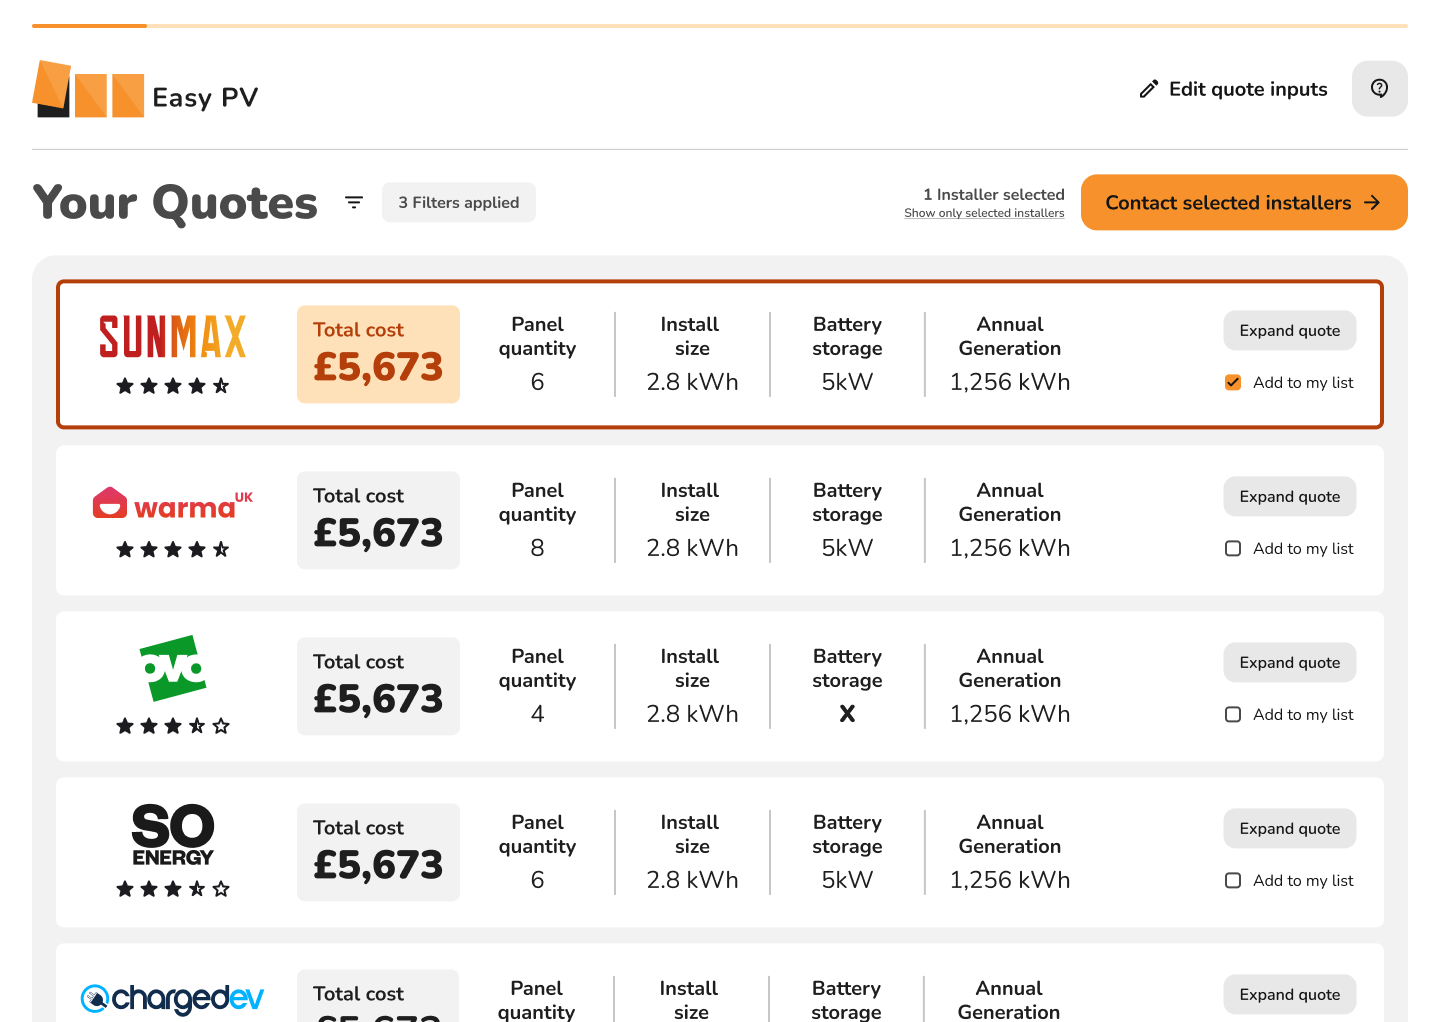 Easy PV
Edit quote inputs
Your Quotes
3 Filters applied
1 Installer selected
Show only selected installers
Contact selected installers
SUNMAX
Total cost
£5,673
Panel
quantity
6
Install
size
2.8 kWh
Battery
storage
5kW
Annual
Generation
1,256 kWh
Expand quote
Add to my list
warma UK
Total cost
£5,673
Panel
quantity
8
Install
size
2.8 kWh
Battery
storage
5kW
Annual
Generation
1,256 kWh
Expand quote
Add to my list
ovo
Total cost
£5,673
Panel
quantity
4
Install
size
2.8 kWh
Battery
storage
X
Annual
Generation
1,256 kWh
Expand quote
Add to my list
SO
ENERGY
Total cost
£5,673
Panel
quantity
6
Install
size
2.8 kWh
Battery
storage
5kW
Annual
Generation
1,256 kWh
Expand quote
Add to my list
chargedev
Total cost
Panel
quantity
Install
size
Battery
storage
Annual
Generation
Expand quote